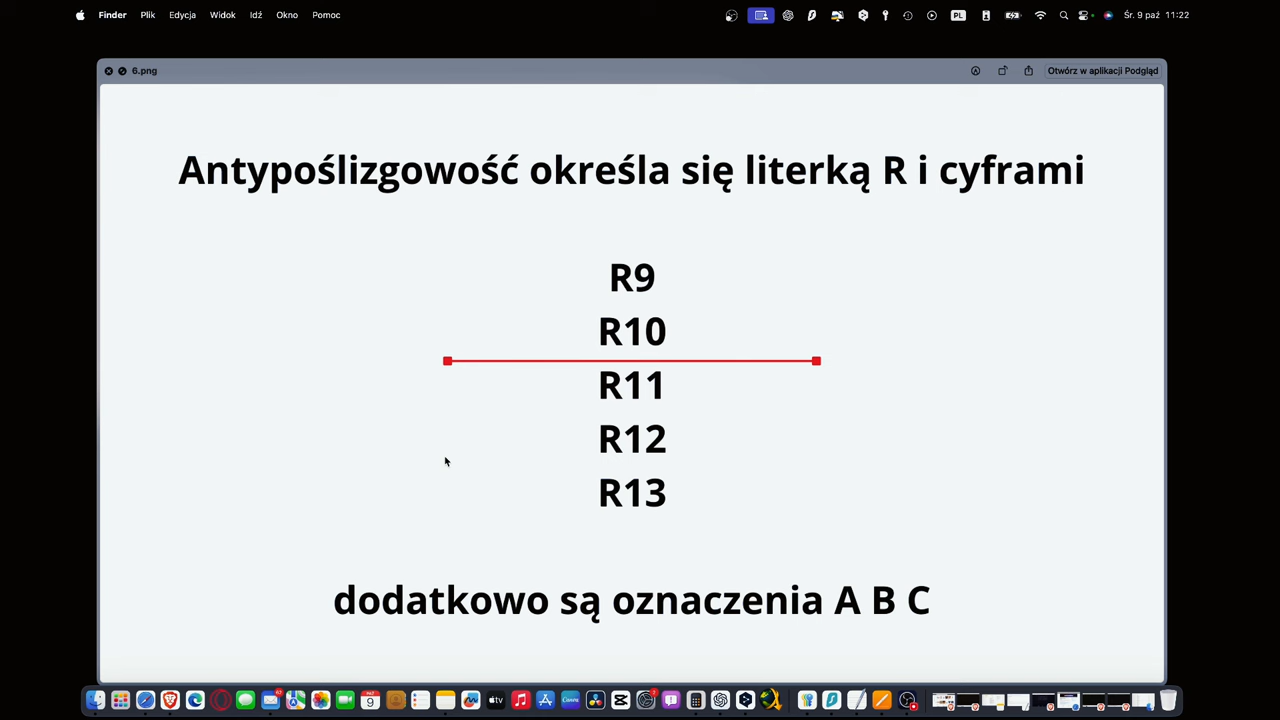 Finder Plik Edycja Widok Idź Okno Pomoc PL Śr. 9 paź 11:22
6.png Otwórz w aplikacji Podgląd
Antypoślizgowość określa się literką R i cyframi
R9
R10
R11
R12
R13
dodatkowo są oznaczenia A B C